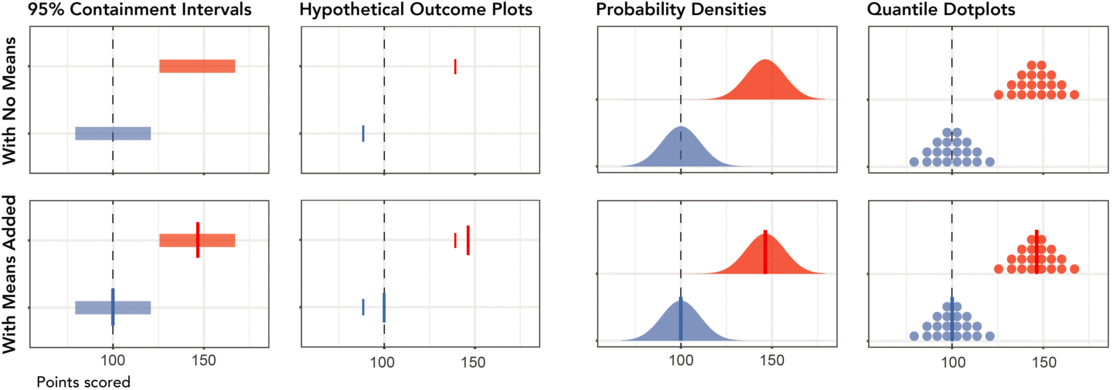 95% Containment Intervals
Hypothetical Outcome Plots
Probability Densities
Quantile Dotplots
With No Means
With Means Added
100 150
100 150
100 150
100 150
Points scored